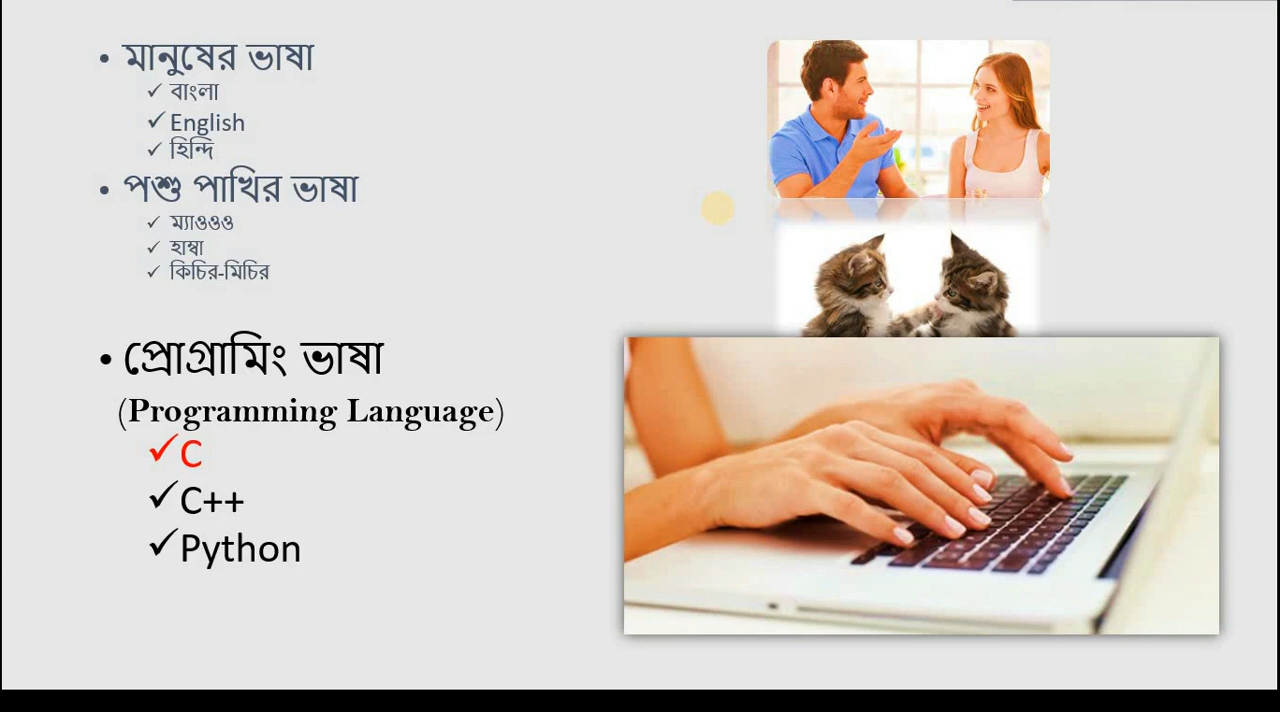 • মানুষের ভাষা
✓ বাংলা
✓ English
✓ হিন্দি
• পশু পাখির ভাষা
✓ ম্যাওওও
✓ হাম্বা
✓ কিচির-মিচির
• প্রোগ্রামিং ভাষা
(Programming Language)
✓ C
✓ C++
✓ Python